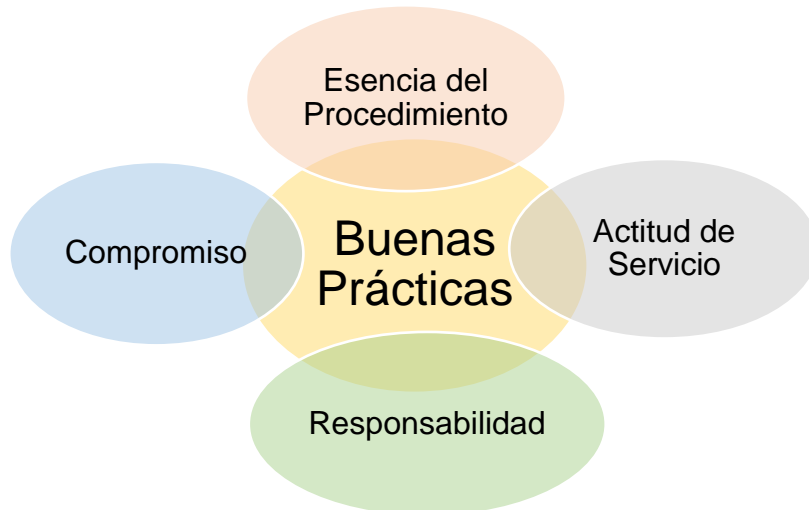 Esencia del
Procedimiento
Compromiso
Buenas
Prácticas
Actitud de
Servicio
Responsabilidad